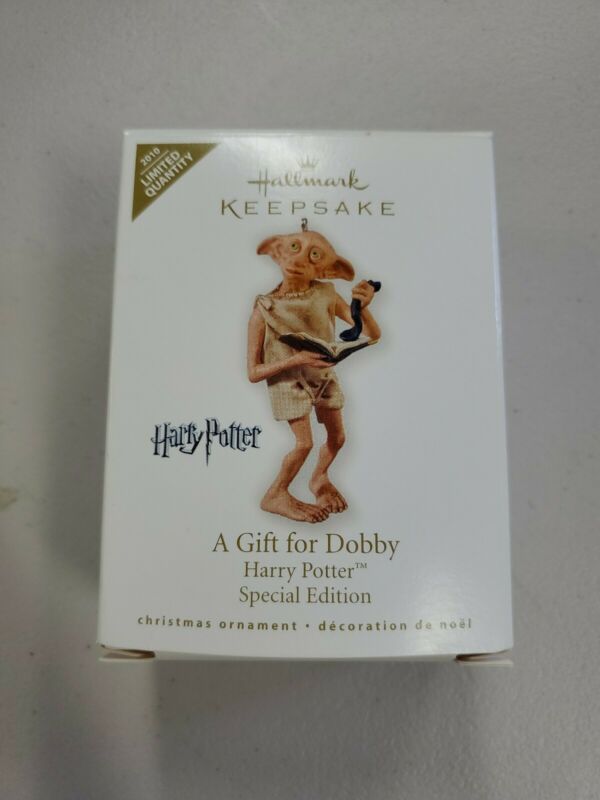 2010
LIMITED
QUANTITY
Hallmark
KEEPSAKE
Harry Potter
A Gift for Dobby
Harry Potter™
Special Edition
christmas ornament • décoration de noël